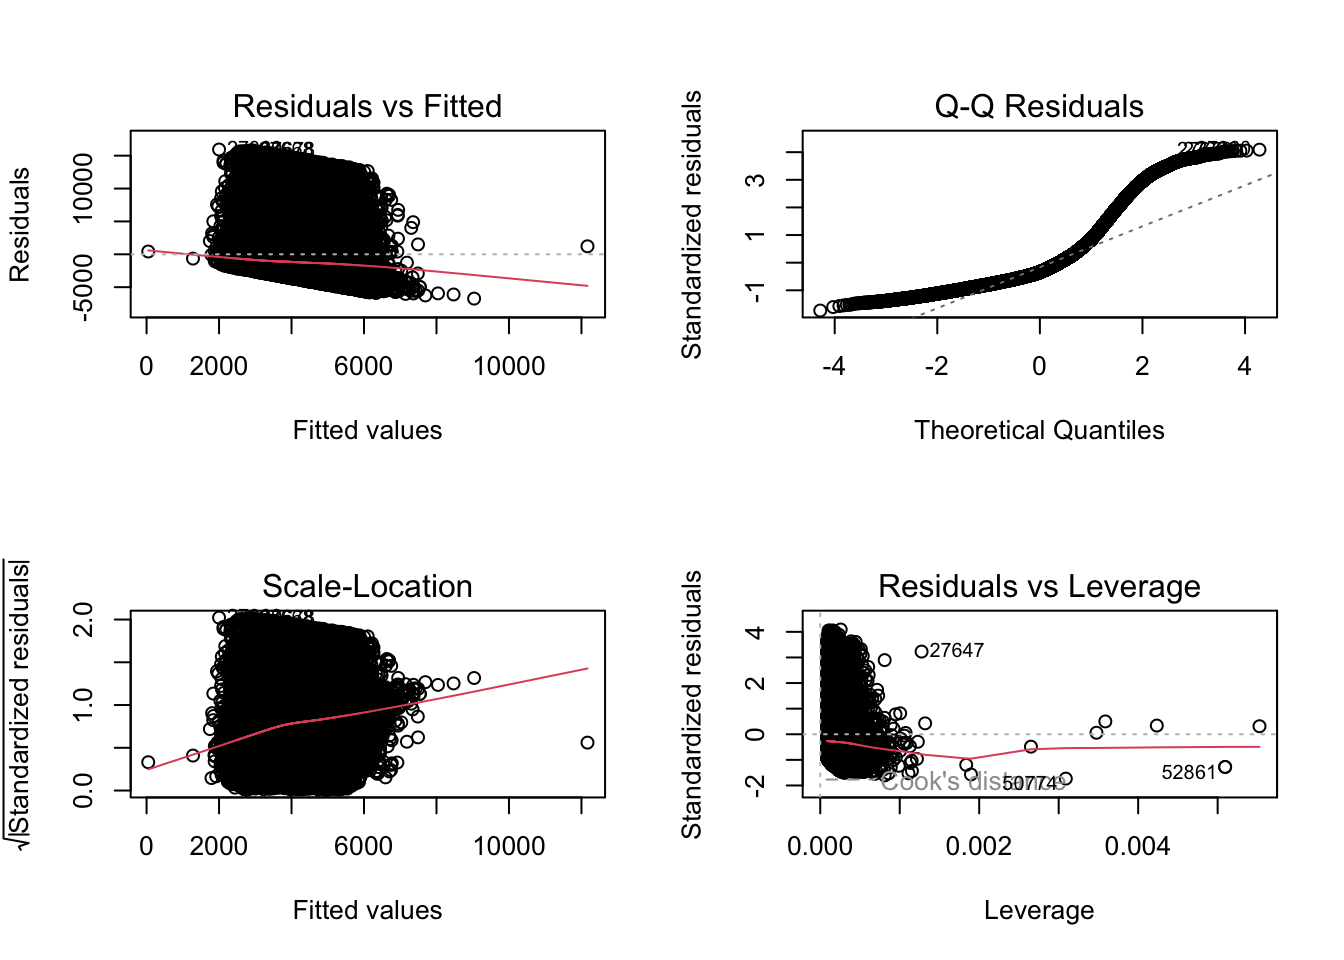 Residuals vs Fitted
Residuals
10000
-5000
0 2000 6000 10000
Fitted values
Q-Q Residuals
Standardized residuals
3
1
-1
-4 -2 0 2 4
Theoretical Quantiles
Scale-Location
√|Standardized residuals|
2.0
1.0
0.0
0 2000 6000 10000
Fitted values
Residuals vs Leverage
Standardized residuals
4
2
0
-2
27647
52861
Cook's distance
0.000 0.002 0.004
Leverage